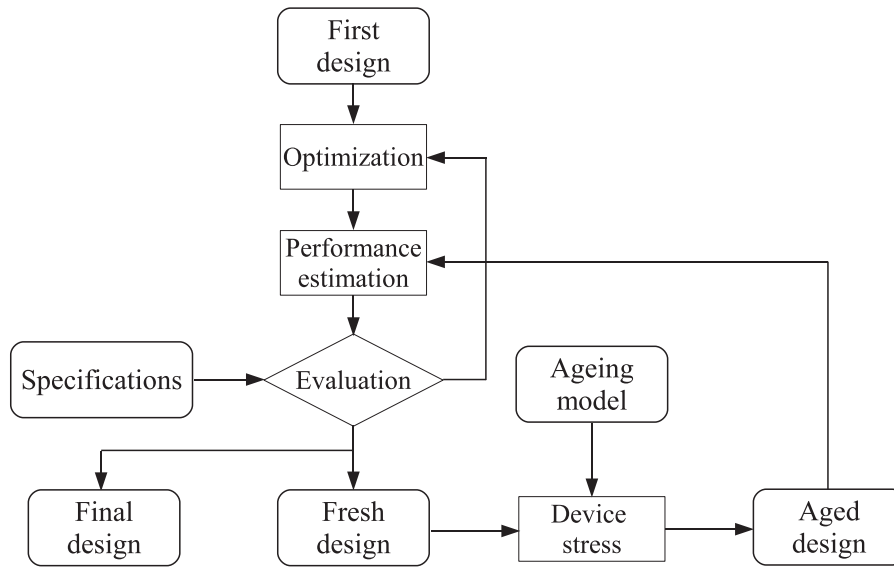 First
design
Optimization
Performance
estimation
Specifications
Evaluation
Ageing
model
Final
design
Fresh
design
Device
stress
Aged
design